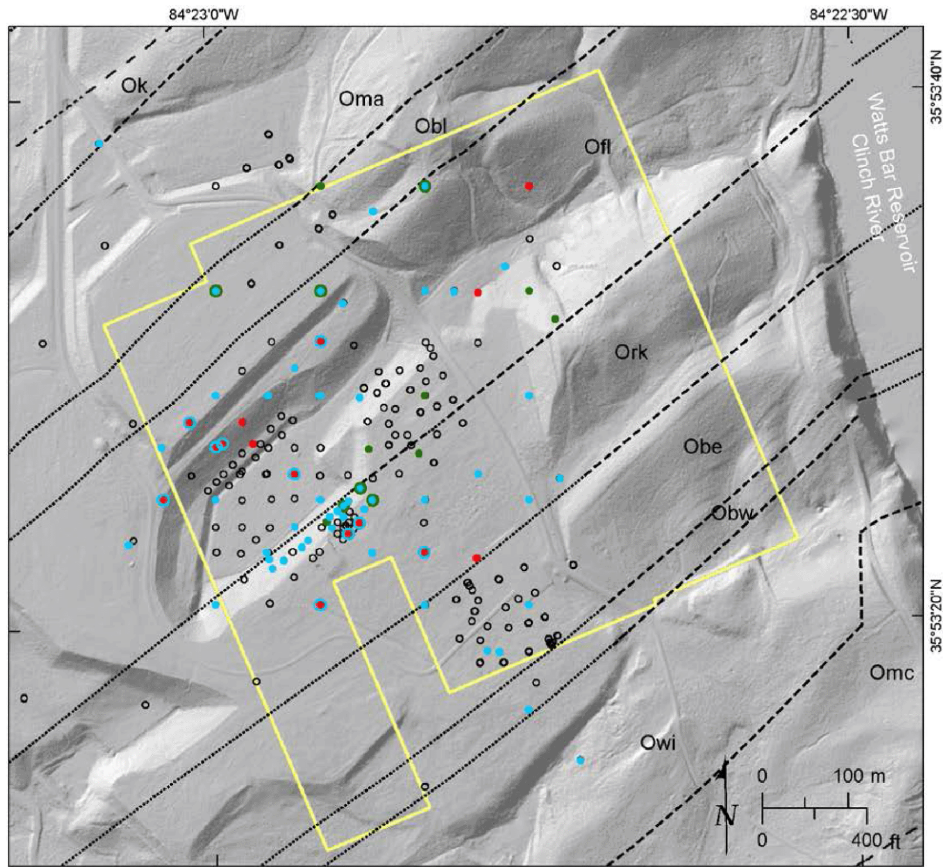 84°23'0"W
84°22'30"W
35°53'40"N
Ok
Oma
Obl
Ofl
Watts Bar Reservoir
Clinch River
Ork
Obe
Obw
35°53'20"N
Omc
Owi
0 100 m
N
0 400 ft